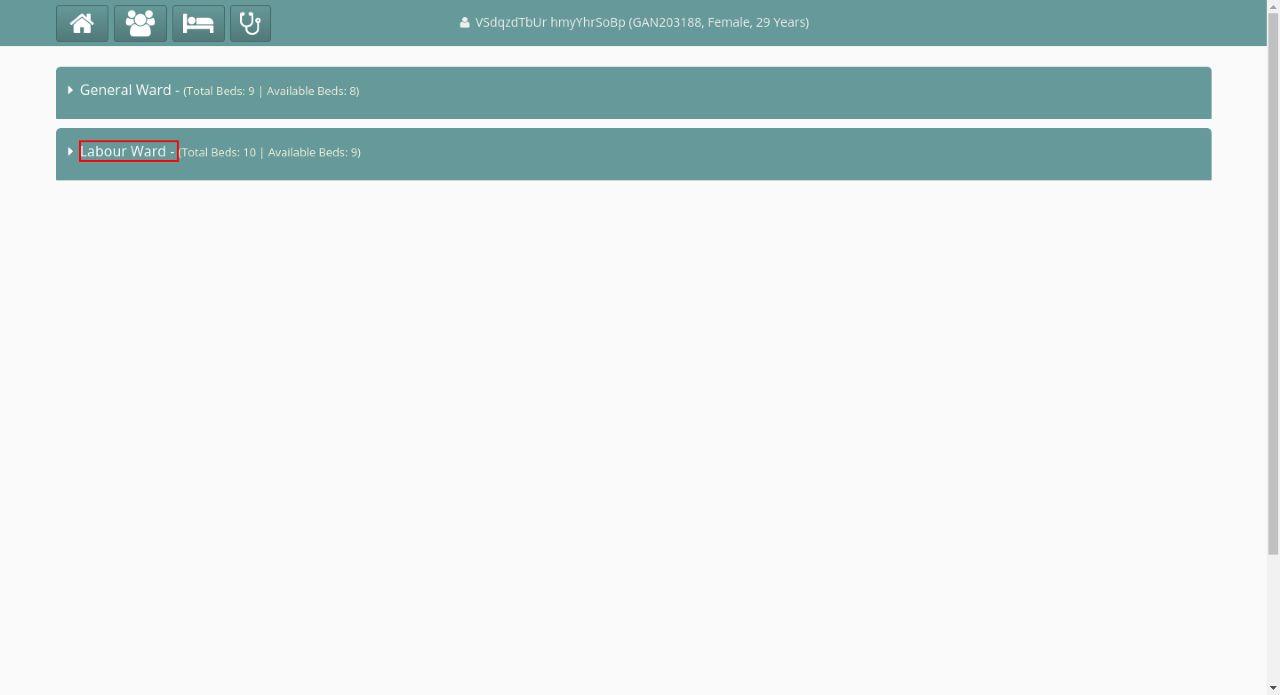 VSdqzdTbUr hmyYhrSoBp (GAN203188, Female, 29 Years)
General Ward - (Total Beds: 9 | Available Beds: 8)
Labour Ward - (Total Beds: 10 | Available Beds: 9)